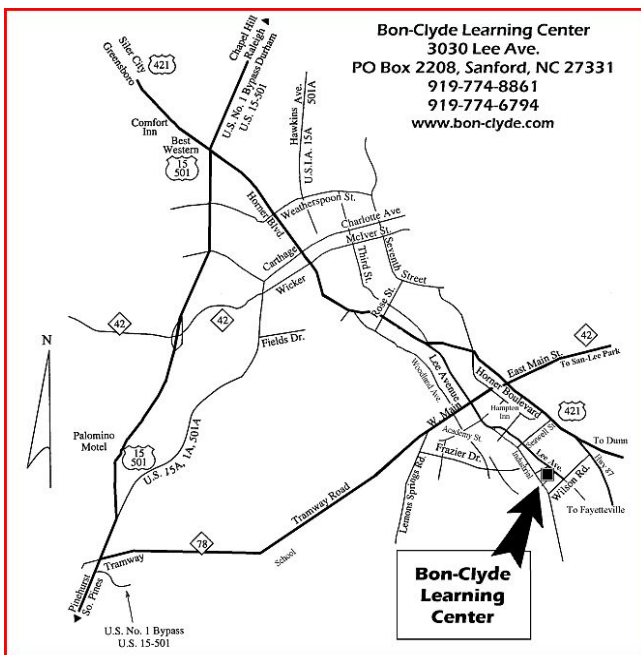 Bon-Clyde Learning Center
3030 Lee Ave.
PO Box 2208, Sanford, NC 27331
919-774-8861
919-774-6794
www.bon-clyde.com
Siler City
Greensboro
421
Chapel Hill
Raleigh
Durham
U.S. No. 1 Bypass
U.S. 15-501
Comfort
Inn
Best
Western
15
501
Hawkins Ave.
U.S.I.A. 15A
501A
Horner Blvd.
Weatherspoon St.
Charlotte Ave
McIver St.
Carthage
Wicker
Third St.
Seventh
Street
Rose St.
42
42
Fields Dr.
N
Woodland Ave.
Lee Avenue
42
East Main St.
To San-Lee Park
Horner Boulevard
Hampton
Inn
421
W. Main
Academy St.
Seawell St.
To Dunn
Palomino
Motel
15
501
U.S. 15A, 1A, 501A
Lemons Springs Rd.
Frazier Dr.
Industrial
Lee Ave.
Hwy 87
Wilson Rd.
To Fayetteville
Tramway Road
78
Tramway
School
Pinehurst
So. Pines
U.S. No. 1 Bypass
U.S. 15-501
Bon-Clyde
Learning
Center